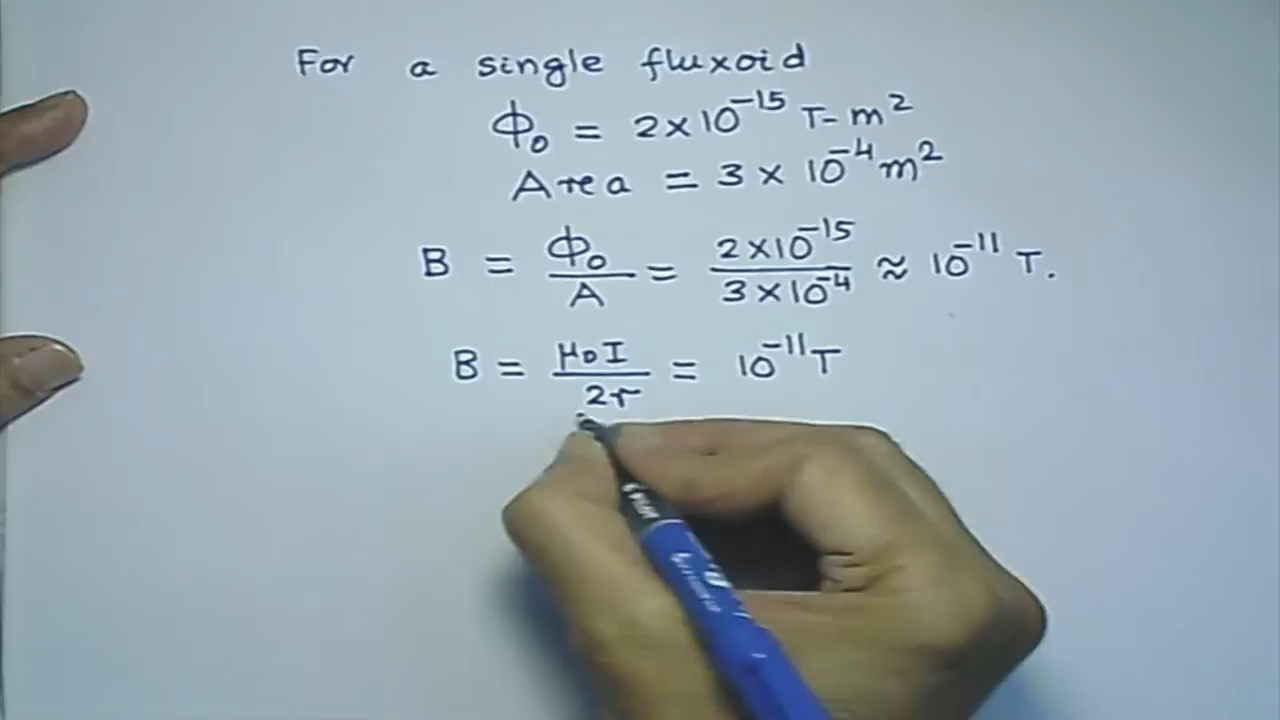 For a single fluxoid
Φ₀ = 2×10⁻¹⁵ T-m²
Area = 3 × 10⁻⁴ m²
B = Φ₀/A = 2×10⁻¹⁵/3×10⁻⁴ ≈ 10⁻¹¹ T.
B = μ₀I/2r = 10⁻¹¹T